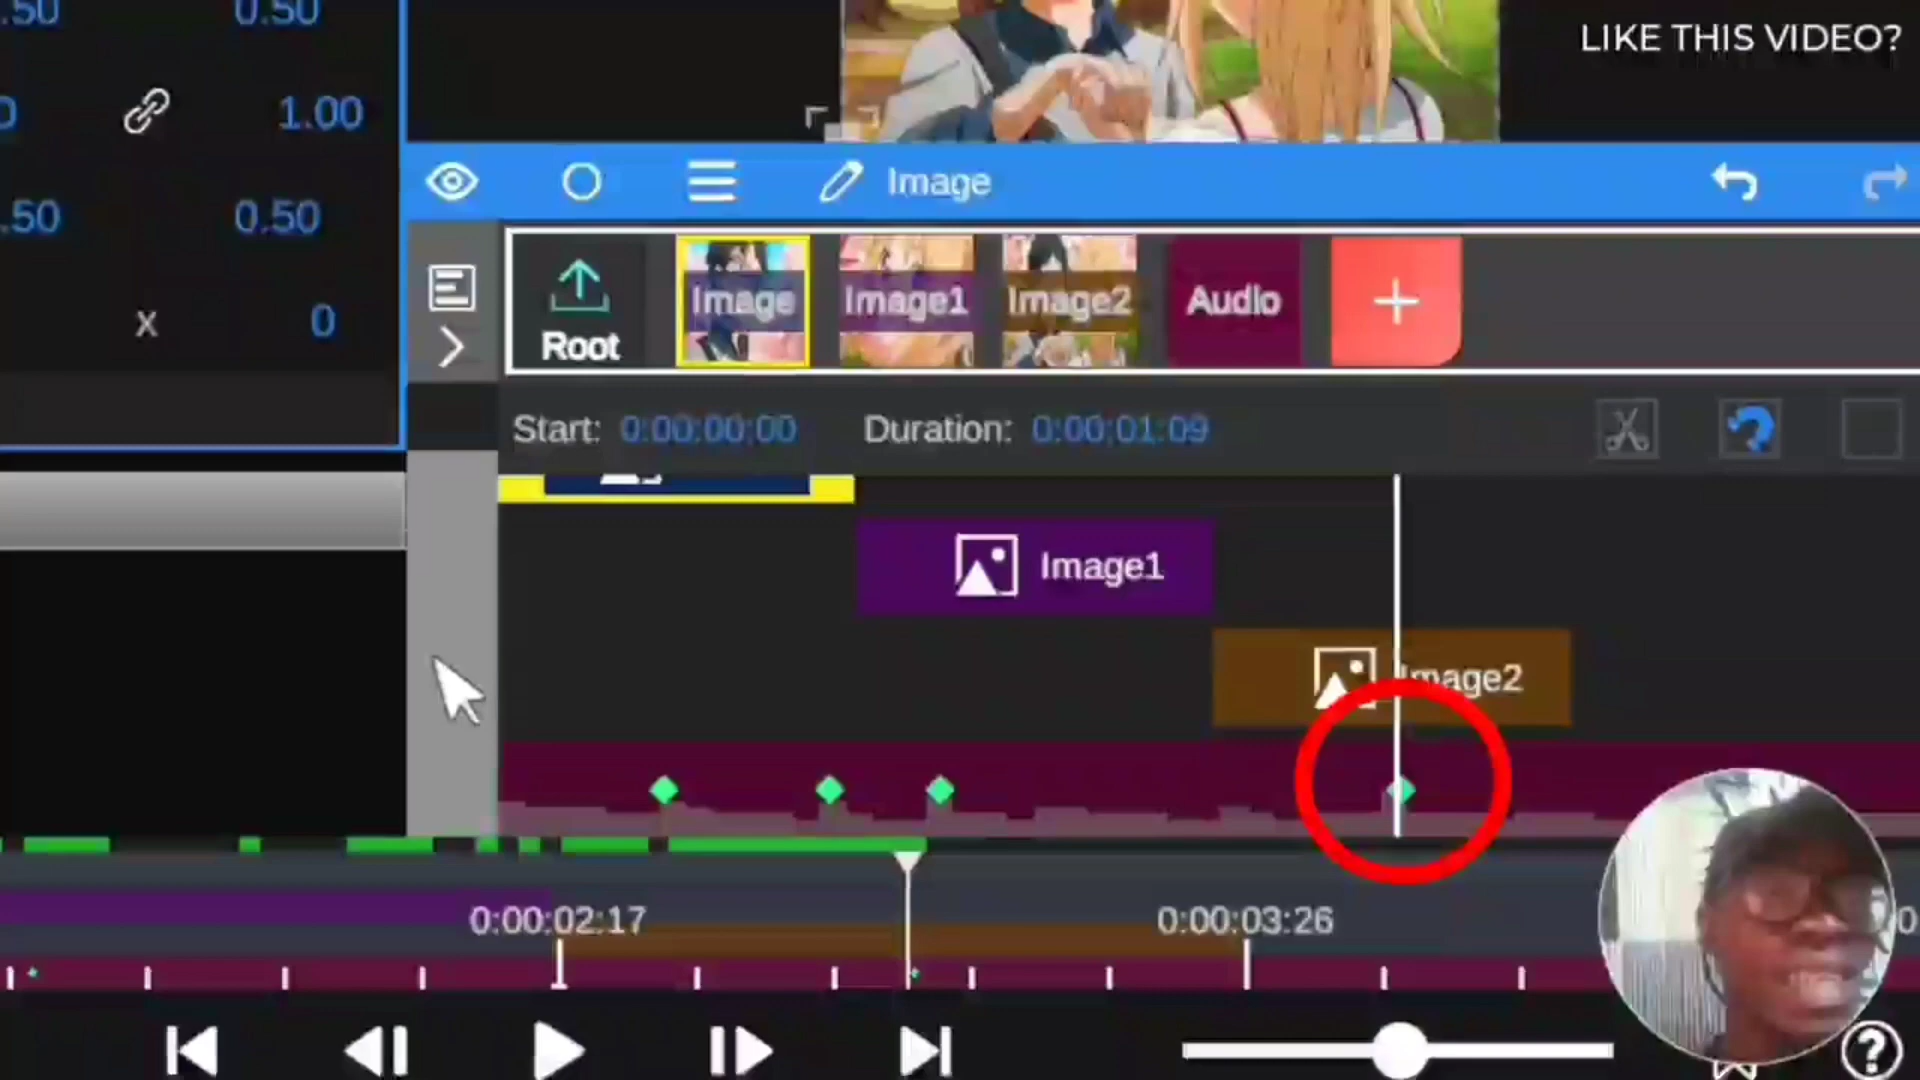 .50 0.50
LIKE THIS VIDEO?
0 1.00
Image
.50 0.50
Image Image1 Image2 Audio +
Root
x 0
Start: 0:00:00;00 Duration: 0:00;01:09
Image1
Image2
0:00:02:17 0:00:03:26
?